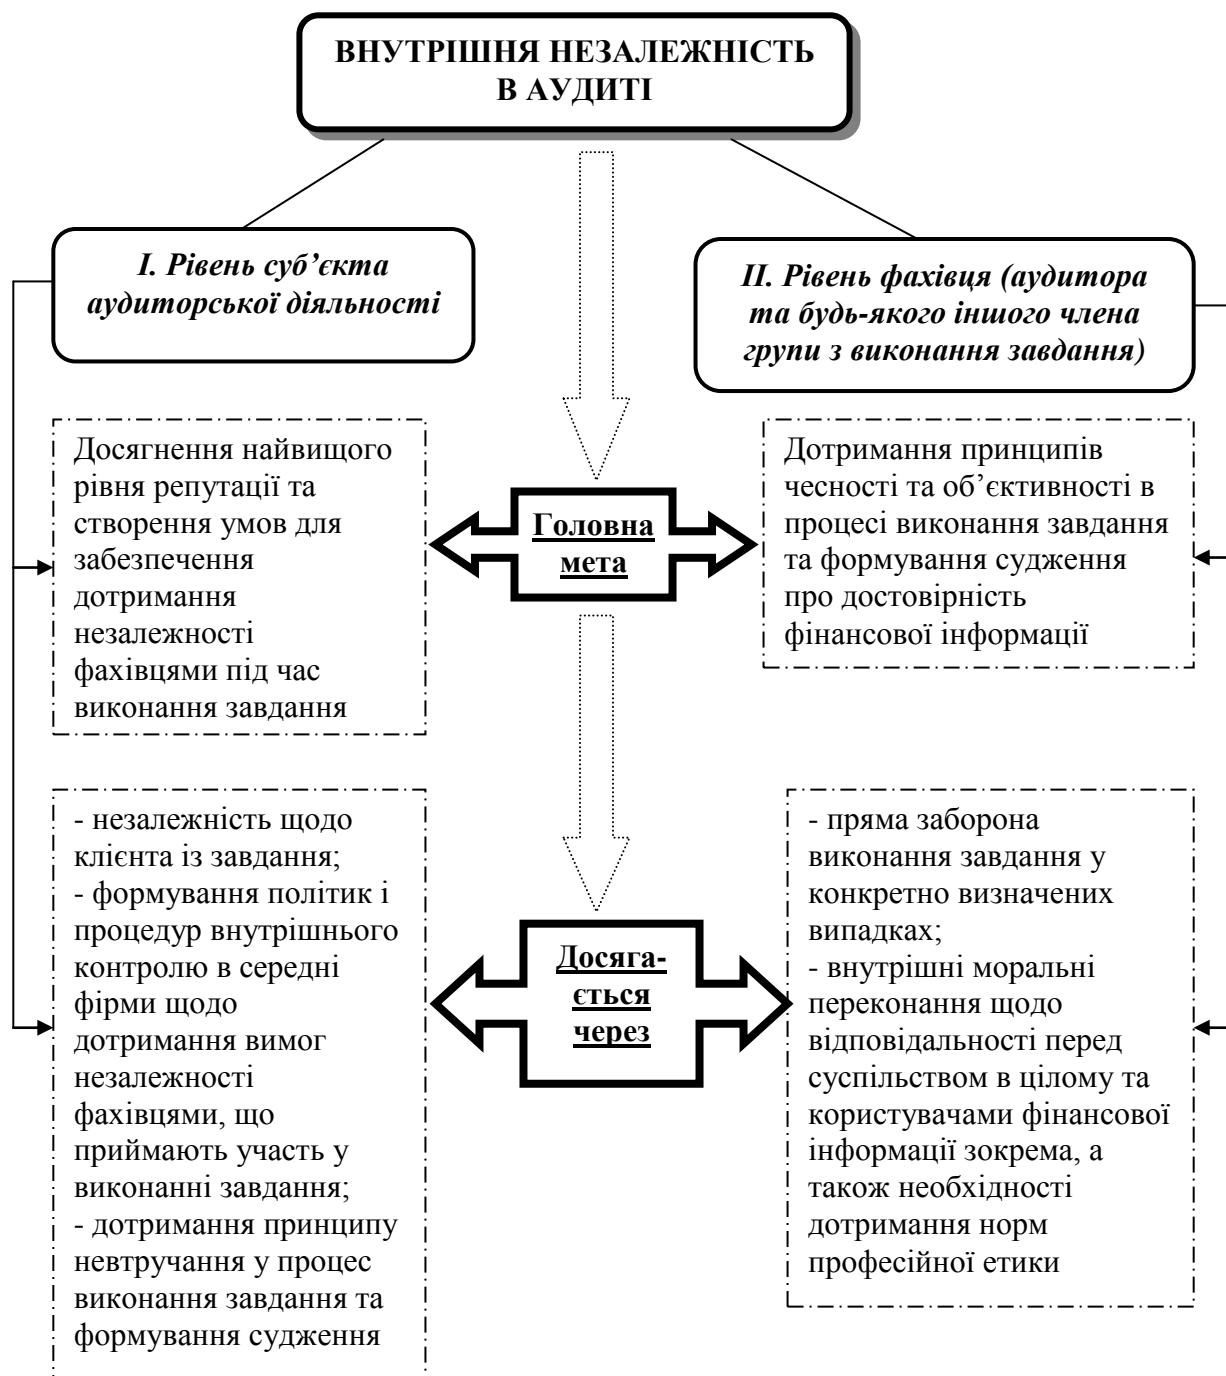 ВНУТРІШНЯ НЕЗАЛЕЖНІСТЬ
В АУДИТІ
І. Рівень суб’єкта
аудиторської діяльності
ІІ. Рівень фахівця (аудитора
та будь-якого іншого члена
групи з виконання завдання)
Досягнення найвищого
рівня репутації та
створення умов для
забезпечення
дотримання
незалежності
фахівцями під час
виконання завдання
Головна
мета
Дотримання принципів
чесності та об’єктивності в
процесі виконання завдання
та формування судження
про достовірність
фінансової інформації
- незалежність щодо
клієнта із завдання;
- формування політик і
процедур внутрішнього
контролю в середні
фірми щодо
дотримання вимог
незалежності
фахівцями, що
приймають участь у
виконанні завдання;
- дотримання принципу
невтручання у процес
виконання завдання та
формування судження
Досяга-
ється
через
- пряма заборона
виконання завдання у
конкретно визначених
випадках;
- внутрішні моральні
переконання щодо
відповідальності перед
суспільством в цілому та
користувачами фінансової
інформації зокрема, а
також необхідності
дотримання норм
професійної етики